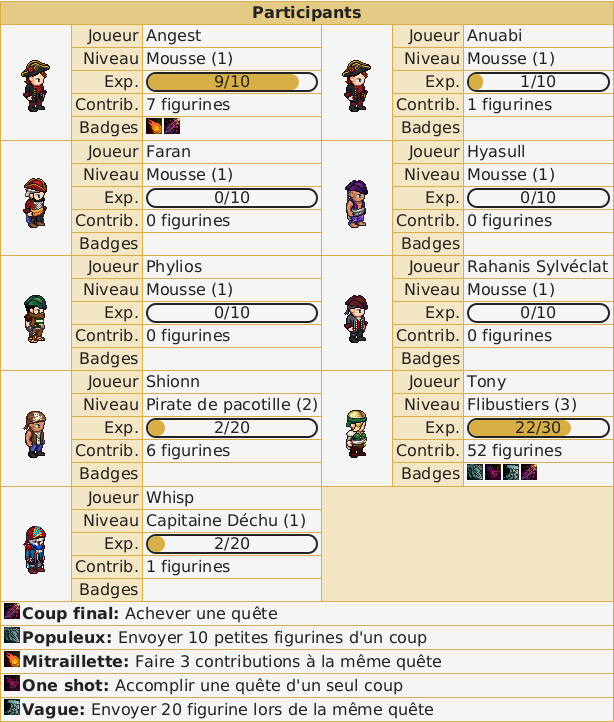 Participants
Joueur Angest
Niveau Mousse (1)
Exp. 9/10
Contrib. 7 figurines
Badges
Joueur Anuabi
Niveau Mousse (1)
Exp. 1/10
Contrib. 1 figurines
Badges
Joueur Faran
Niveau Mousse (1)
Exp. 0/10
Contrib. 0 figurines
Badges
Joueur Hyasull
Niveau Mousse (1)
Exp. 0/10
Contrib. 0 figurines
Badges
Joueur Phylios
Niveau Mousse (1)
Exp. 0/10
Contrib. 0 figurines
Badges
Joueur Rahanis Sylvéclat
Niveau Mousse (1)
Exp. 0/10
Contrib. 0 figurines
Badges
Joueur Shionn
Niveau Pirate de pacotille (2)
Exp. 2/20
Contrib. 6 figurines
Badges
Joueur Tony
Niveau Flibustiers (3)
Exp. 22/30
Contrib. 52 figurines
Badges
Joueur Whisp
Niveau Capitaine Déchu (1)
Exp. 2/20
Contrib. 1 figurines
Badges
Coup final: Achever une quête
Populeux: Envoyer 10 petites figurines d'un coup
Mitraillette: Faire 3 contributions à la même quête
One shot: Accomplir une quête d'un seul coup
Vague: Envoyer 20 figurine lors de la même quête